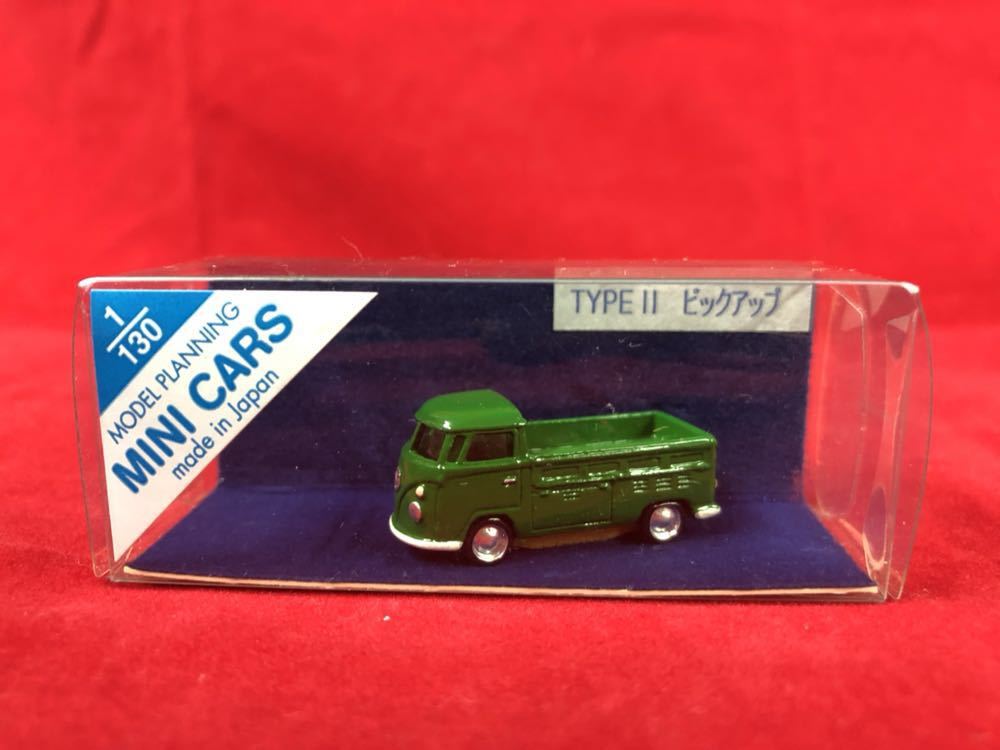 1/130
MODEL PLANNING
MINI CARS
made in Japan
TYPE II ピックアップ